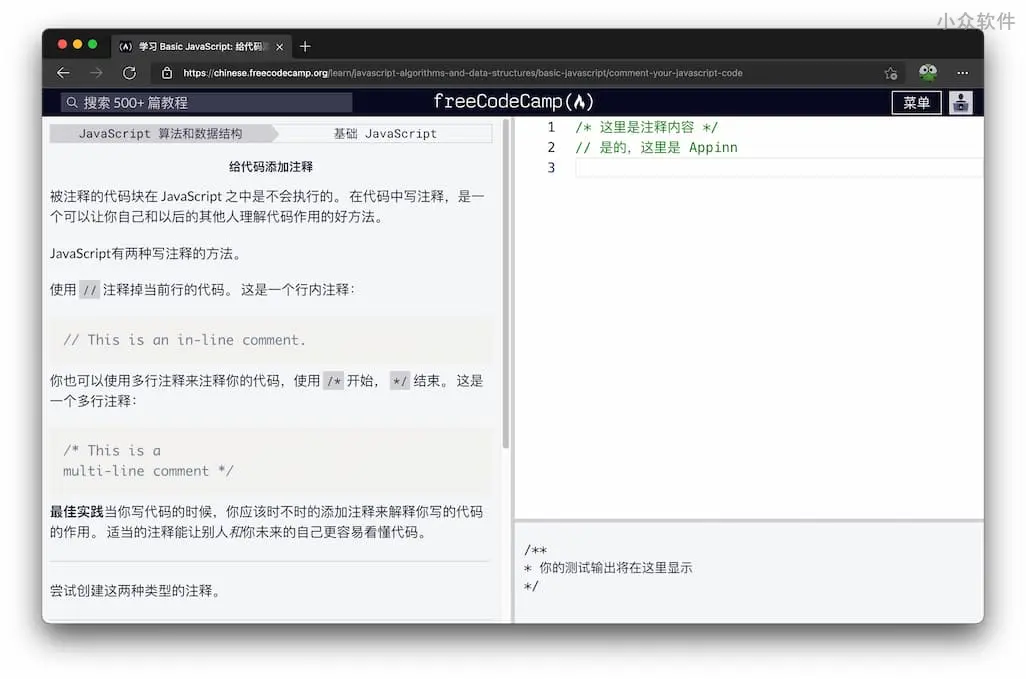 小众软件
(∧) 学习 Basic JavaScript: 给代码
https://chinese.freecodecamp.org/learn/javascript-algorithms-and-data-structures/basic-javascript/comment-your-javascript-code
搜索 500+ 篇教程
freeCodeCamp
菜单
JavaScript 算法和数据结构
基础 JavaScript
给代码添加注释
被注释的代码块在 JavaScript 之中是不会执行的。 在代码中写注释，是一
个可以让你自己和以后的其他人理解代码作用的好方法。
JavaScript有两种写注释的方法。
使用 // 注释掉当前行的代码。 这是一个行内注释：
// This is an in-line comment.
你也可以使用多行注释来注释你的代码，使用 /* 开始， */ 结束。 这是
一个多行注释：
/* This is a
multi-line comment */
最佳实践当你写代码的时候，你应该时不时的添加注释来解释你写的代码
的作用。 适当的注释能让别人和你未来的自己更容易看懂代码。
尝试创建这两种类型的注释。
1 /* 这里是注释内容 */
2 // 是的，这里是 Appinn
3
/**
* 你的测试输出将在这里显示
*/